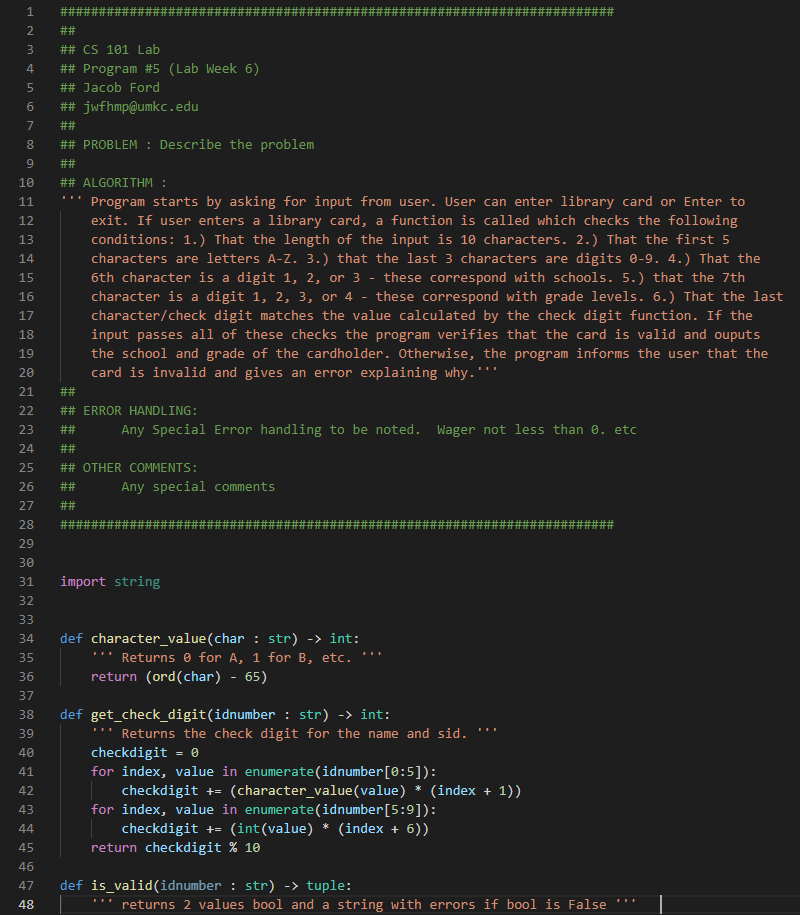 1 ########################################################################
2 ##
3 ## CS 101 Lab
4 ## Program #5 (Lab Week 6)
5 ## Jacob Ford
6 ## jwfhmp@umkc.edu
7 ##
8 ## PROBLEM : Describe the problem
9 ##
10 ## ALGORITHM :
11 ''' Program starts by asking for input from user. User can enter library card or Enter to
12     exit. If user enters a library card, a function is called which checks the following
13     conditions: 1.) That the length of the input is 10 characters. 2.) That the first 5
14     characters are letters A-Z. 3.) that the last 3 characters are digits 0-9. 4.) That the
15     6th character is a digit 1, 2, or 3 - these correspond with schools. 5.) that the 7th
16     character is a digit 1, 2, 3, or 4 - these correspond with grade levels. 6.) That the last
17     character/check digit matches the value calculated by the check digit function. If the
18     input passes all of these checks the program verifies that the card is valid and ouputs
19     the school and grade of the cardholder. Otherwise, the program informs the user that the
20     card is invalid and gives an error explaining why.'''
21 ##
22 ## ERROR HANDLING:
23 ##      Any Special Error handling to be noted.  Wager not less than 0. etc
24 ##
25 ## OTHER COMMENTS:
26 ##      Any special comments
27 ##
28 ########################################################################
29
30
31 import string
32
33
34 def character_value(char : str) -> int:
35     ''' Returns 0 for A, 1 for B, etc. '''
36     return (ord(char) - 65)
37
38 def get_check_digit(idnumber : str) -> int:
39     ''' Returns the check digit for the name and sid. '''
40     checkdigit = 0
41     for index, value in enumerate(idnumber[0:5]):
42         checkdigit += (character_value(value) * (index + 1))
43     for index, value in enumerate(idnumber[5:9]):
44         checkdigit += (int(value) * (index + 6))
45     return checkdigit % 10
46
47 def is_valid(idnumber : str) -> tuple:
48     ''' returns 2 values bool and a string with errors if bool is False '''